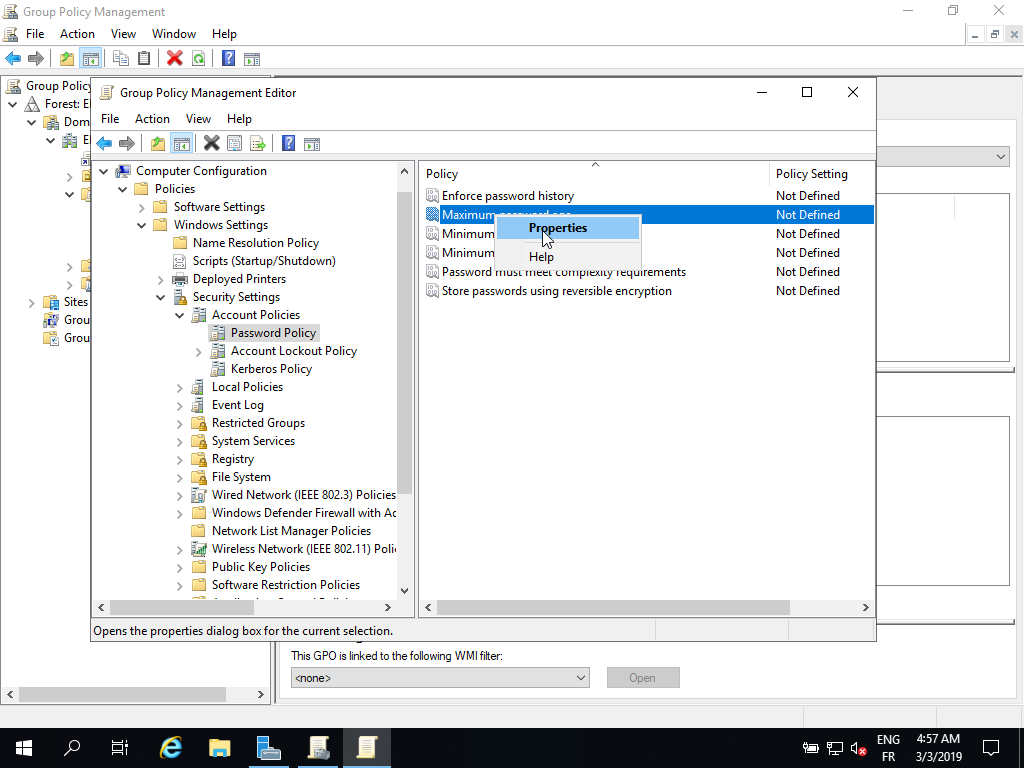 Group Policy Management
File Action View Window Help
Group Policy
Forest: E
Dom
E
Sites
Grou
Grou
Group Policy Management Editor
File Action View Help
Computer Configuration
Policies
Software Settings
Windows Settings
Name Resolution Policy
Scripts (Startup/Shutdown)
Deployed Printers
Security Settings
Account Policies
Password Policy
Account Lockout Policy
Kerberos Policy
Local Policies
Event Log
Restricted Groups
System Services
Registry
File System
Wired Network (IEEE 802.3) Policies
Windows Defender Firewall with Ad
Network List Manager Policies
Wireless Network (IEEE 802.11) Poli
Public Key Policies
Software Restriction Policies
Policy Policy Setting
Enforce password history Not Defined
Maximum password age Not Defined
Minimum Not Defined
Minimum Not Defined
Password must meet complexity requirements Not Defined
Store passwords using reversible encryption Not Defined
Properties
Help
Opens the properties dialog box for the current selection.
This GPO is linked to the following WMI filter:
<none> Open
ENG 4:57 AM
FR 3/3/2019